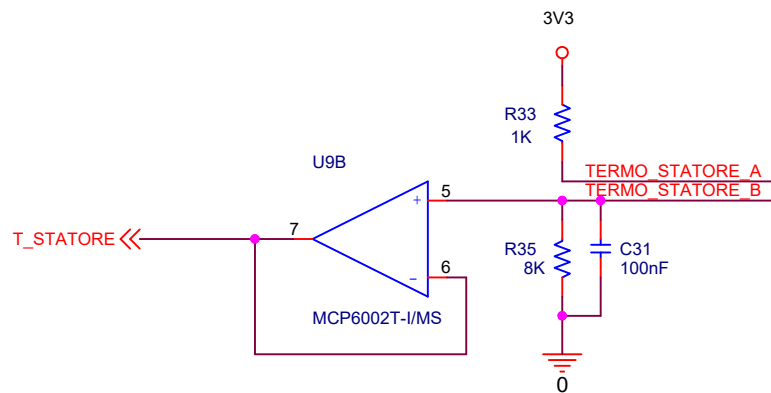 3V3
R33
1K
TERMO_STATORE_A
TERMO_STATORE_B
U9B
+
5
7
T_STATORE
6
-
R35
8K
C31
100nF
MCP6002T-I/MS
0